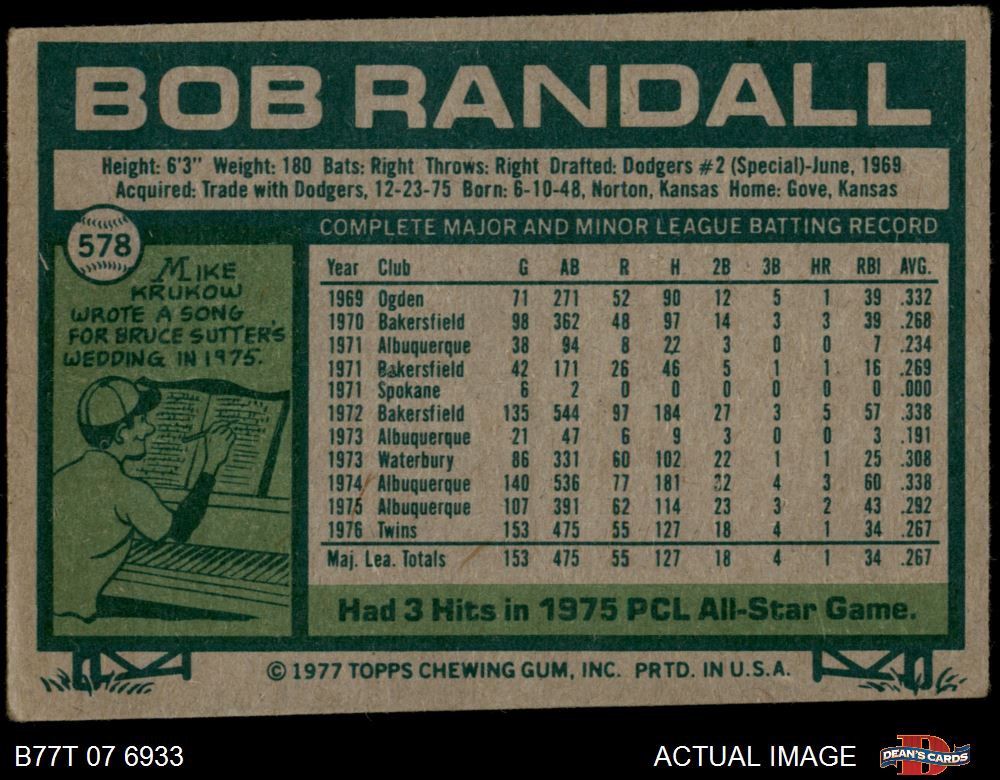 BOB RANDALL
Height: 6'3" Weight: 180 Bats: Right Throws: Right Drafted: Dodgers #2 (Special)-June, 1969
Acquired: Trade with Dodgers, 12-23-75 Born: 6-10-48, Norton, Kansas Home: Gove, Kansas
578
MIKE
KRUKOW
WROTE A SONG
FOR BRUCE SUTTER'S
WEDDING IN 1975.
COMPLETE MAJOR AND MINOR LEAGUE BATTING RECORD
Year Club G AB R H 2B 3B HR RBI AVG.
1969 Ogden 71 271 52 90 12 5 1 39 .332
1970 Bakersfield 98 362 48 97 14 3 3 39 .268
1971 Albuquerque 38 94 8 22 3 0 0 7 .234
1971 Bakersfield 42 171 26 46 5 1 1 16 .269
1971 Spokane 6 2 0 0 0 0 0 0 .000
1972 Bakersfield 135 544 97 184 27 3 5 57 .338
1973 Albuquerque 21 47 6 9 3 0 0 3 .191
1973 Waterbury 86 331 60 102 22 1 1 25 .308
1974 Albuquerque 140 536 77 181 22 4 3 60 .338
1975 Albuquerque 107 391 62 114 23 3 2 43 .292
1976 Twins 153 475 55 127 18 4 1 34 .267
Maj. Lea. Totals 153 475 55 127 18 4 1 34 .267
Had 3 Hits in 1975 PCL All-Star Game.
© 1977 TOPPS CHEWING GUM, INC. PRTD. IN U.S.A.
B77T 07 6933
ACTUAL IMAGE
D
DEAN'S CARDS